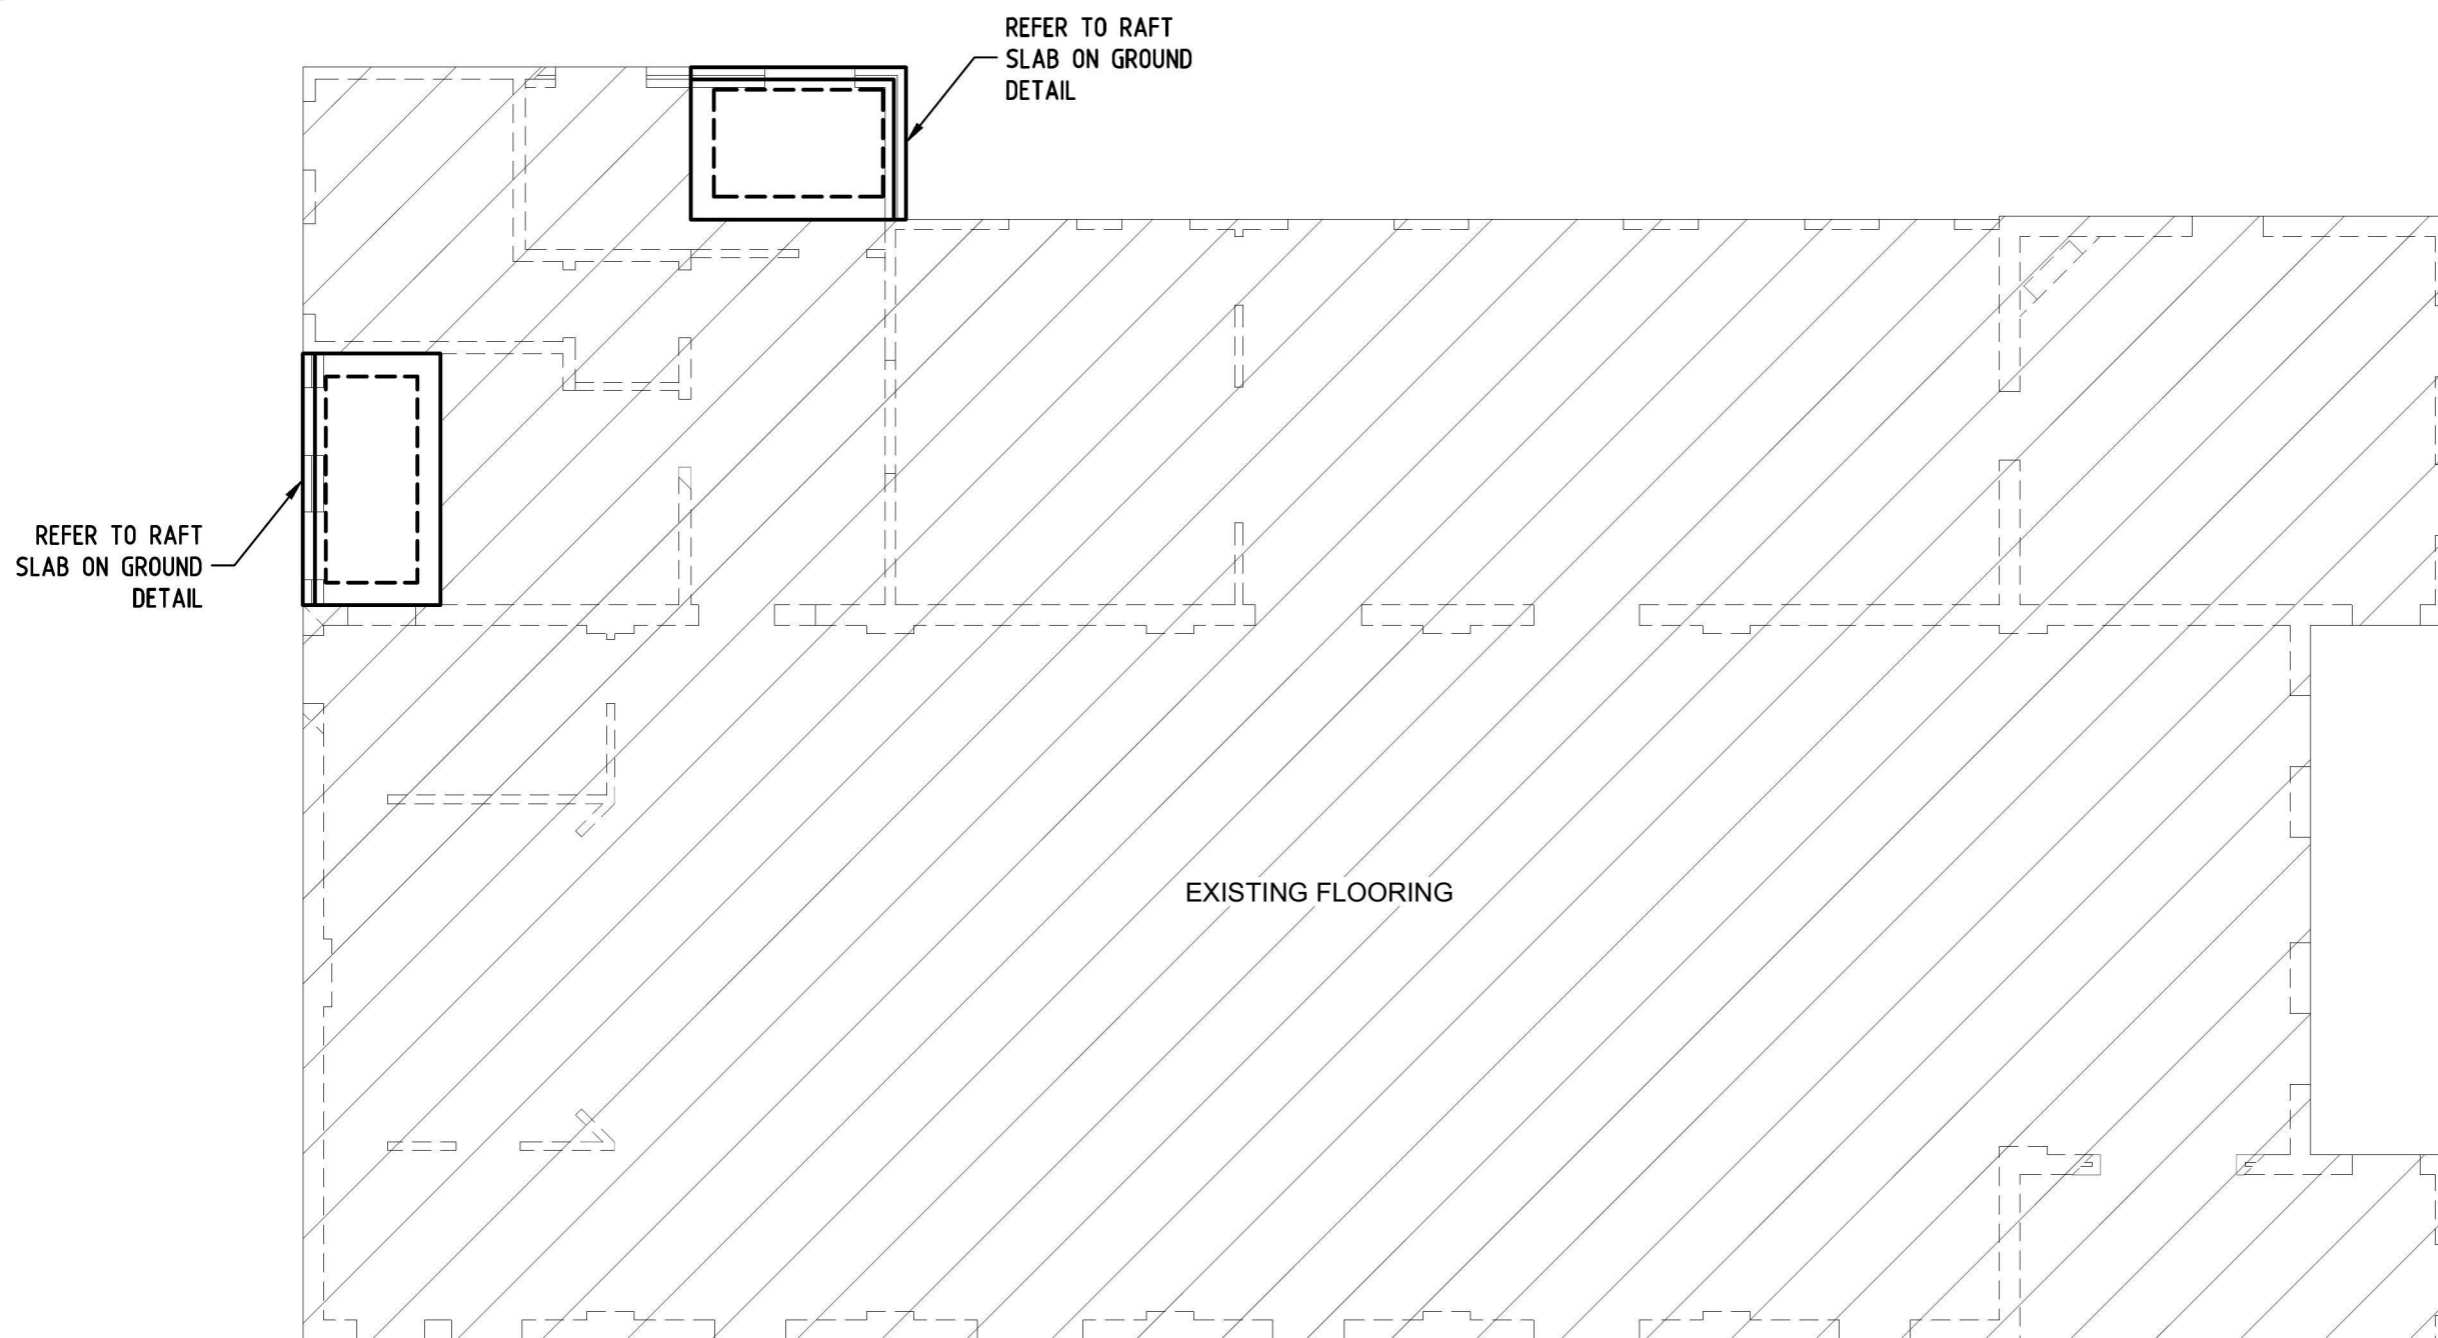 REFER TO RAFT
SLAB ON GROUND
DETAIL
REFER TO RAFT
SLAB ON GROUND
DETAIL
EXISTING FLOORING